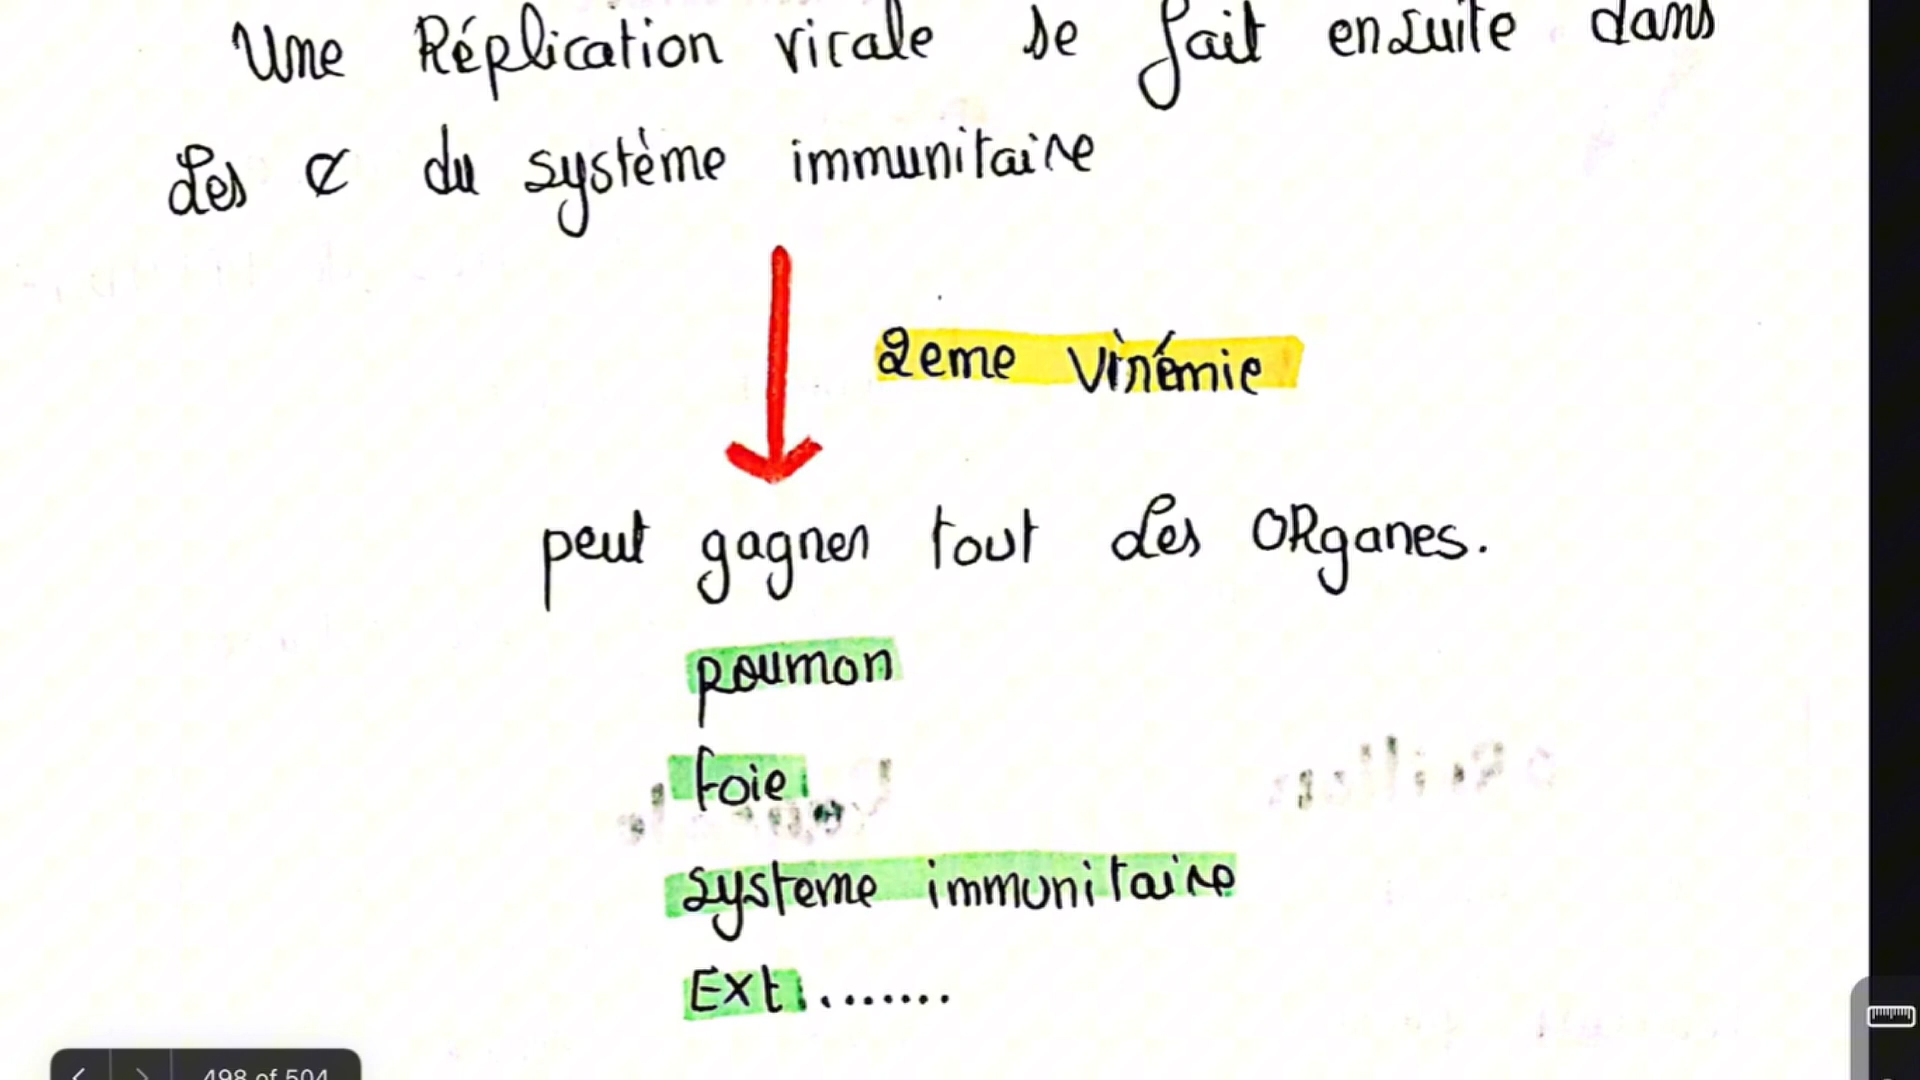 Une Réplication virale se fait ensuite dans
les ₵ du système immunitaire
2eme virémie
peut gagner tout les ORganes.
poumon
foie
systeme immunitaire
Ext........
498 of 504